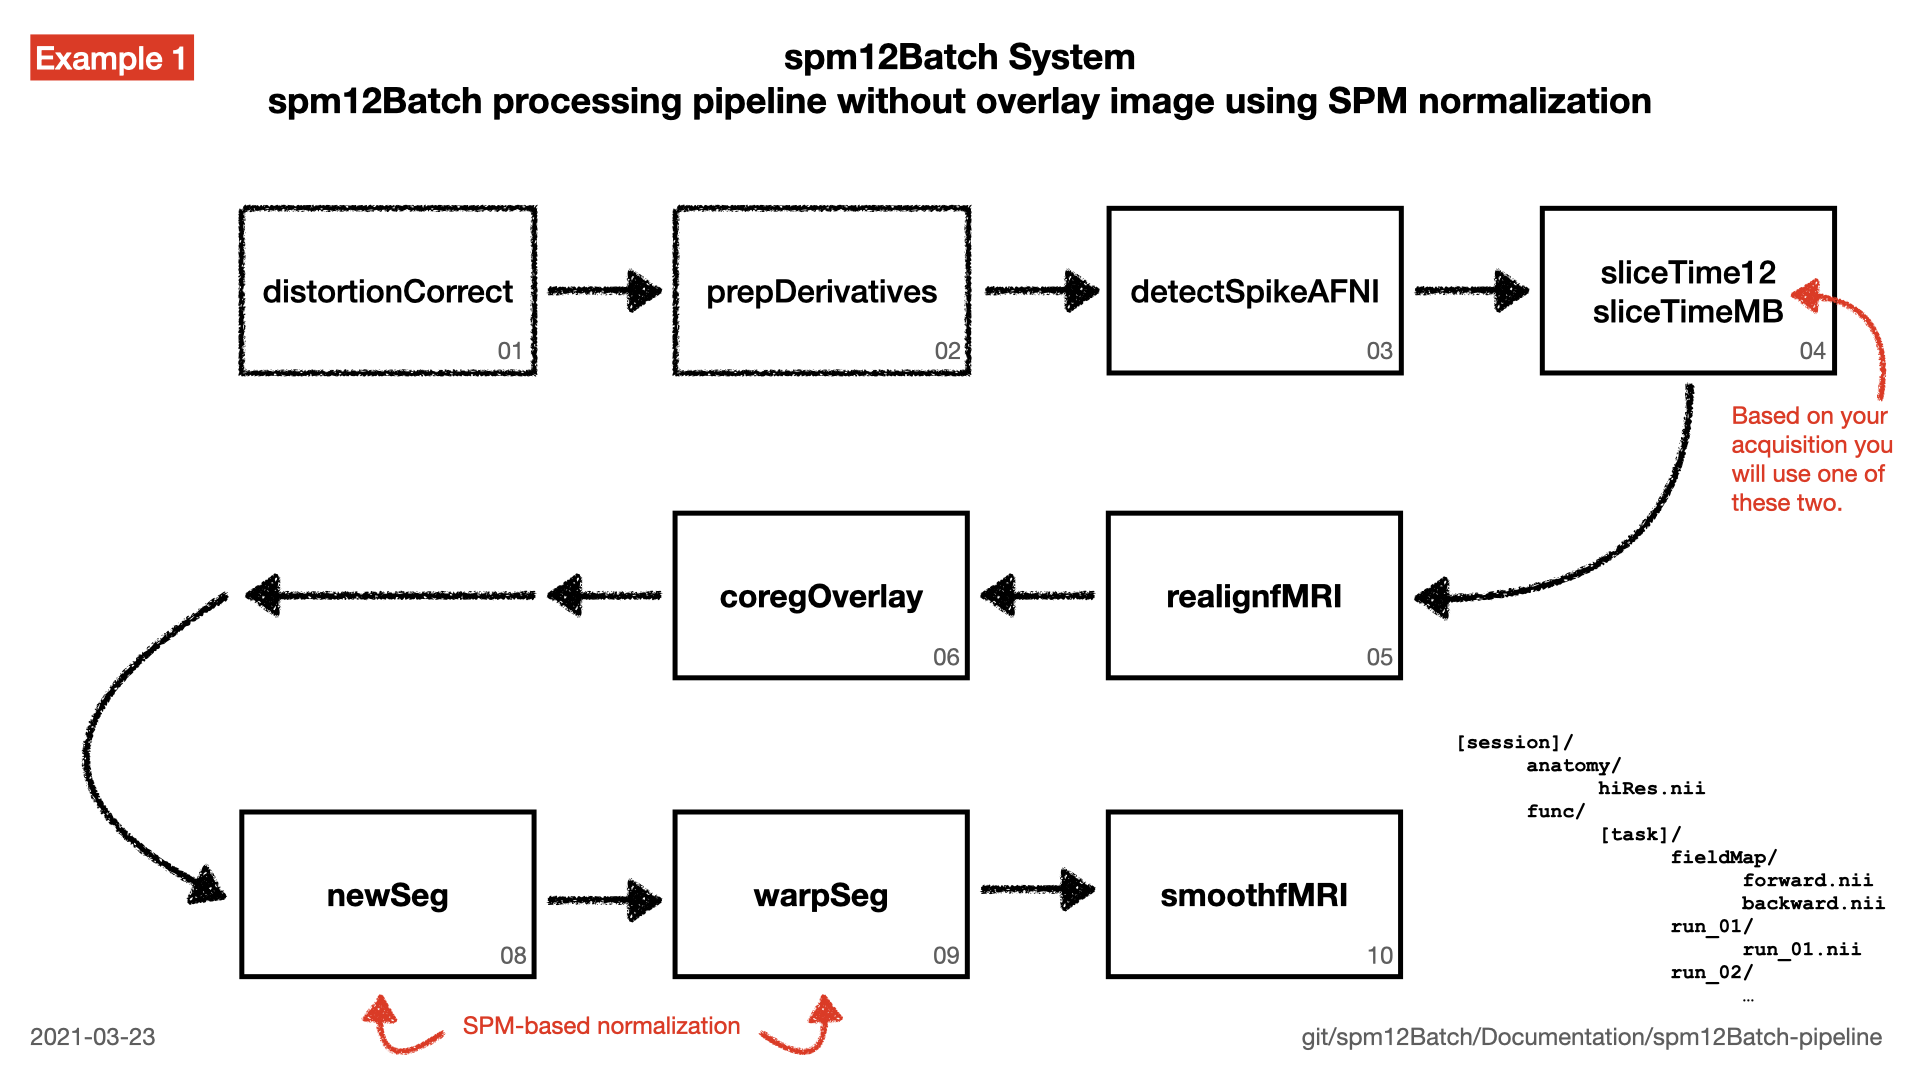 Example 1
spm12Batch System
spm12Batch processing pipeline without overlay image using SPM normalization
distortionCorrect
01
prepDerivatives
02
detectSpikeAFNI
03
sliceTime12
sliceTimeMB
04
Based on your
acquisition you
will use one of
these two.
realignfMRI
05
coregOverlay
06
newSeg
08
warpSeg
09
smoothfMRI
10
SPM-based normalization
[session]/
anatomy/
hiRes.nii
func/
[task]/
fieldMap/
forward.nii
backward.nii
run_01/
run_01.nii
run_02/
…
2021-03-23
git/spm12Batch/Documentation/spm12Batch-pipeline